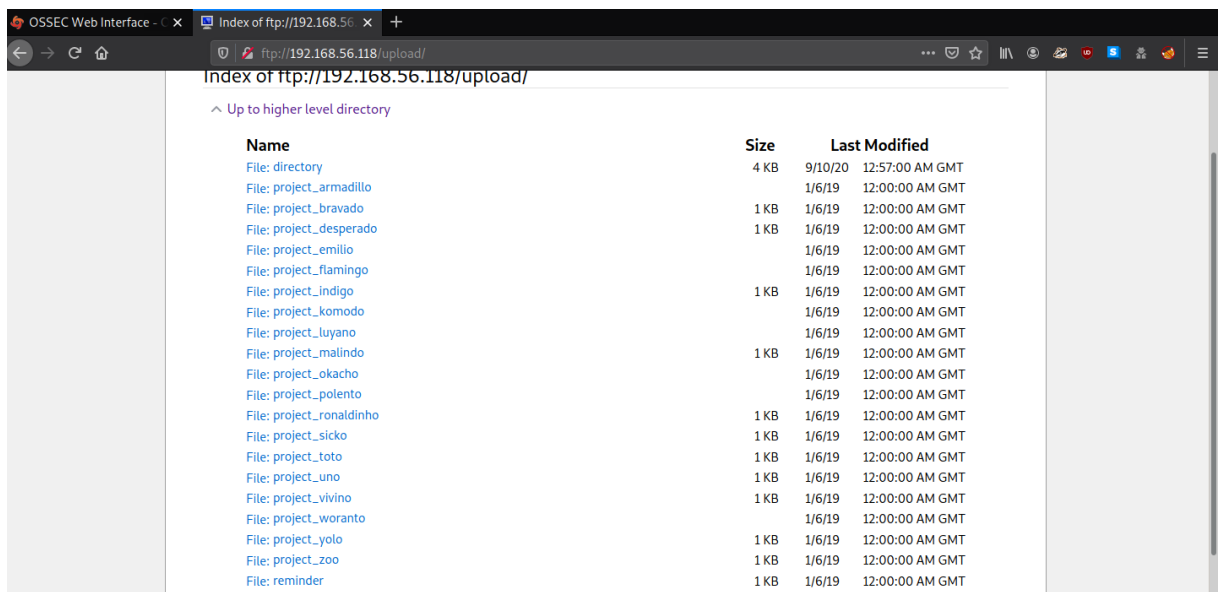 OSSEC Web Interface - O
Index of ftp://192.168.56.
ftp://192.168.56.118/upload/
Index of ftp://192.168.56.118/upload/
Up to higher level directory
Name Size Last Modified
File: directory 4 KB 9/10/20 12:57:00 AM GMT
File: project_armadillo 1/6/19 12:00:00 AM GMT
File: project_bravado 1 KB 1/6/19 12:00:00 AM GMT
File: project_desperado 1 KB 1/6/19 12:00:00 AM GMT
File: project_emilio 1/6/19 12:00:00 AM GMT
File: project_flamingo 1/6/19 12:00:00 AM GMT
File: project_indigo 1 KB 1/6/19 12:00:00 AM GMT
File: project_komodo 1/6/19 12:00:00 AM GMT
File: project_luyano 1/6/19 12:00:00 AM GMT
File: project_malindo 1 KB 1/6/19 12:00:00 AM GMT
File: project_okacho 1/6/19 12:00:00 AM GMT
File: project_polento 1/6/19 12:00:00 AM GMT
File: project_ronaldinho 1 KB 1/6/19 12:00:00 AM GMT
File: project_sicko 1 KB 1/6/19 12:00:00 AM GMT
File: project_toto 1 KB 1/6/19 12:00:00 AM GMT
File: project_uno 1 KB 1/6/19 12:00:00 AM GMT
File: project_vivino 1 KB 1/6/19 12:00:00 AM GMT
File: project_woranto 1/6/19 12:00:00 AM GMT
File: project_yolo 1 KB 1/6/19 12:00:00 AM GMT
File: project_zoo 1 KB 1/6/19 12:00:00 AM GMT
File: reminder 1 KB 1/6/19 12:00:00 AM GMT